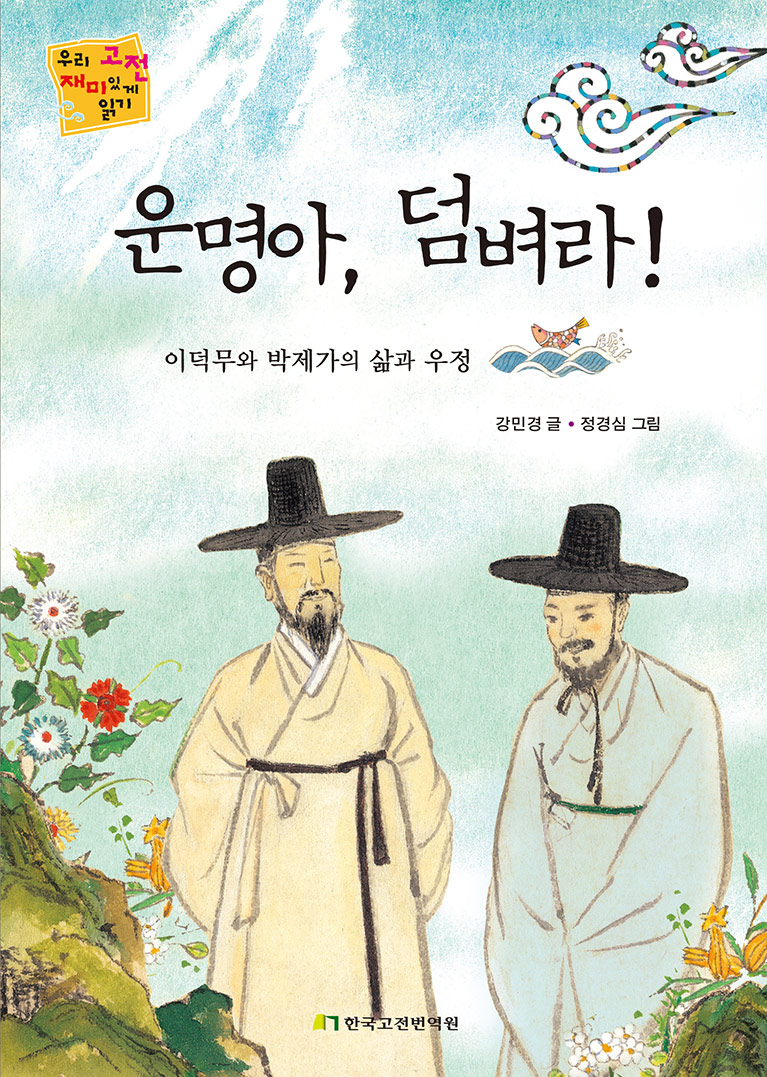 우리 고전
재미있게
읽기
운명아, 덤벼라!
이덕무와 박제가의 삶과 우정
강민경 글 • 정경심 그림
한국고전번역원